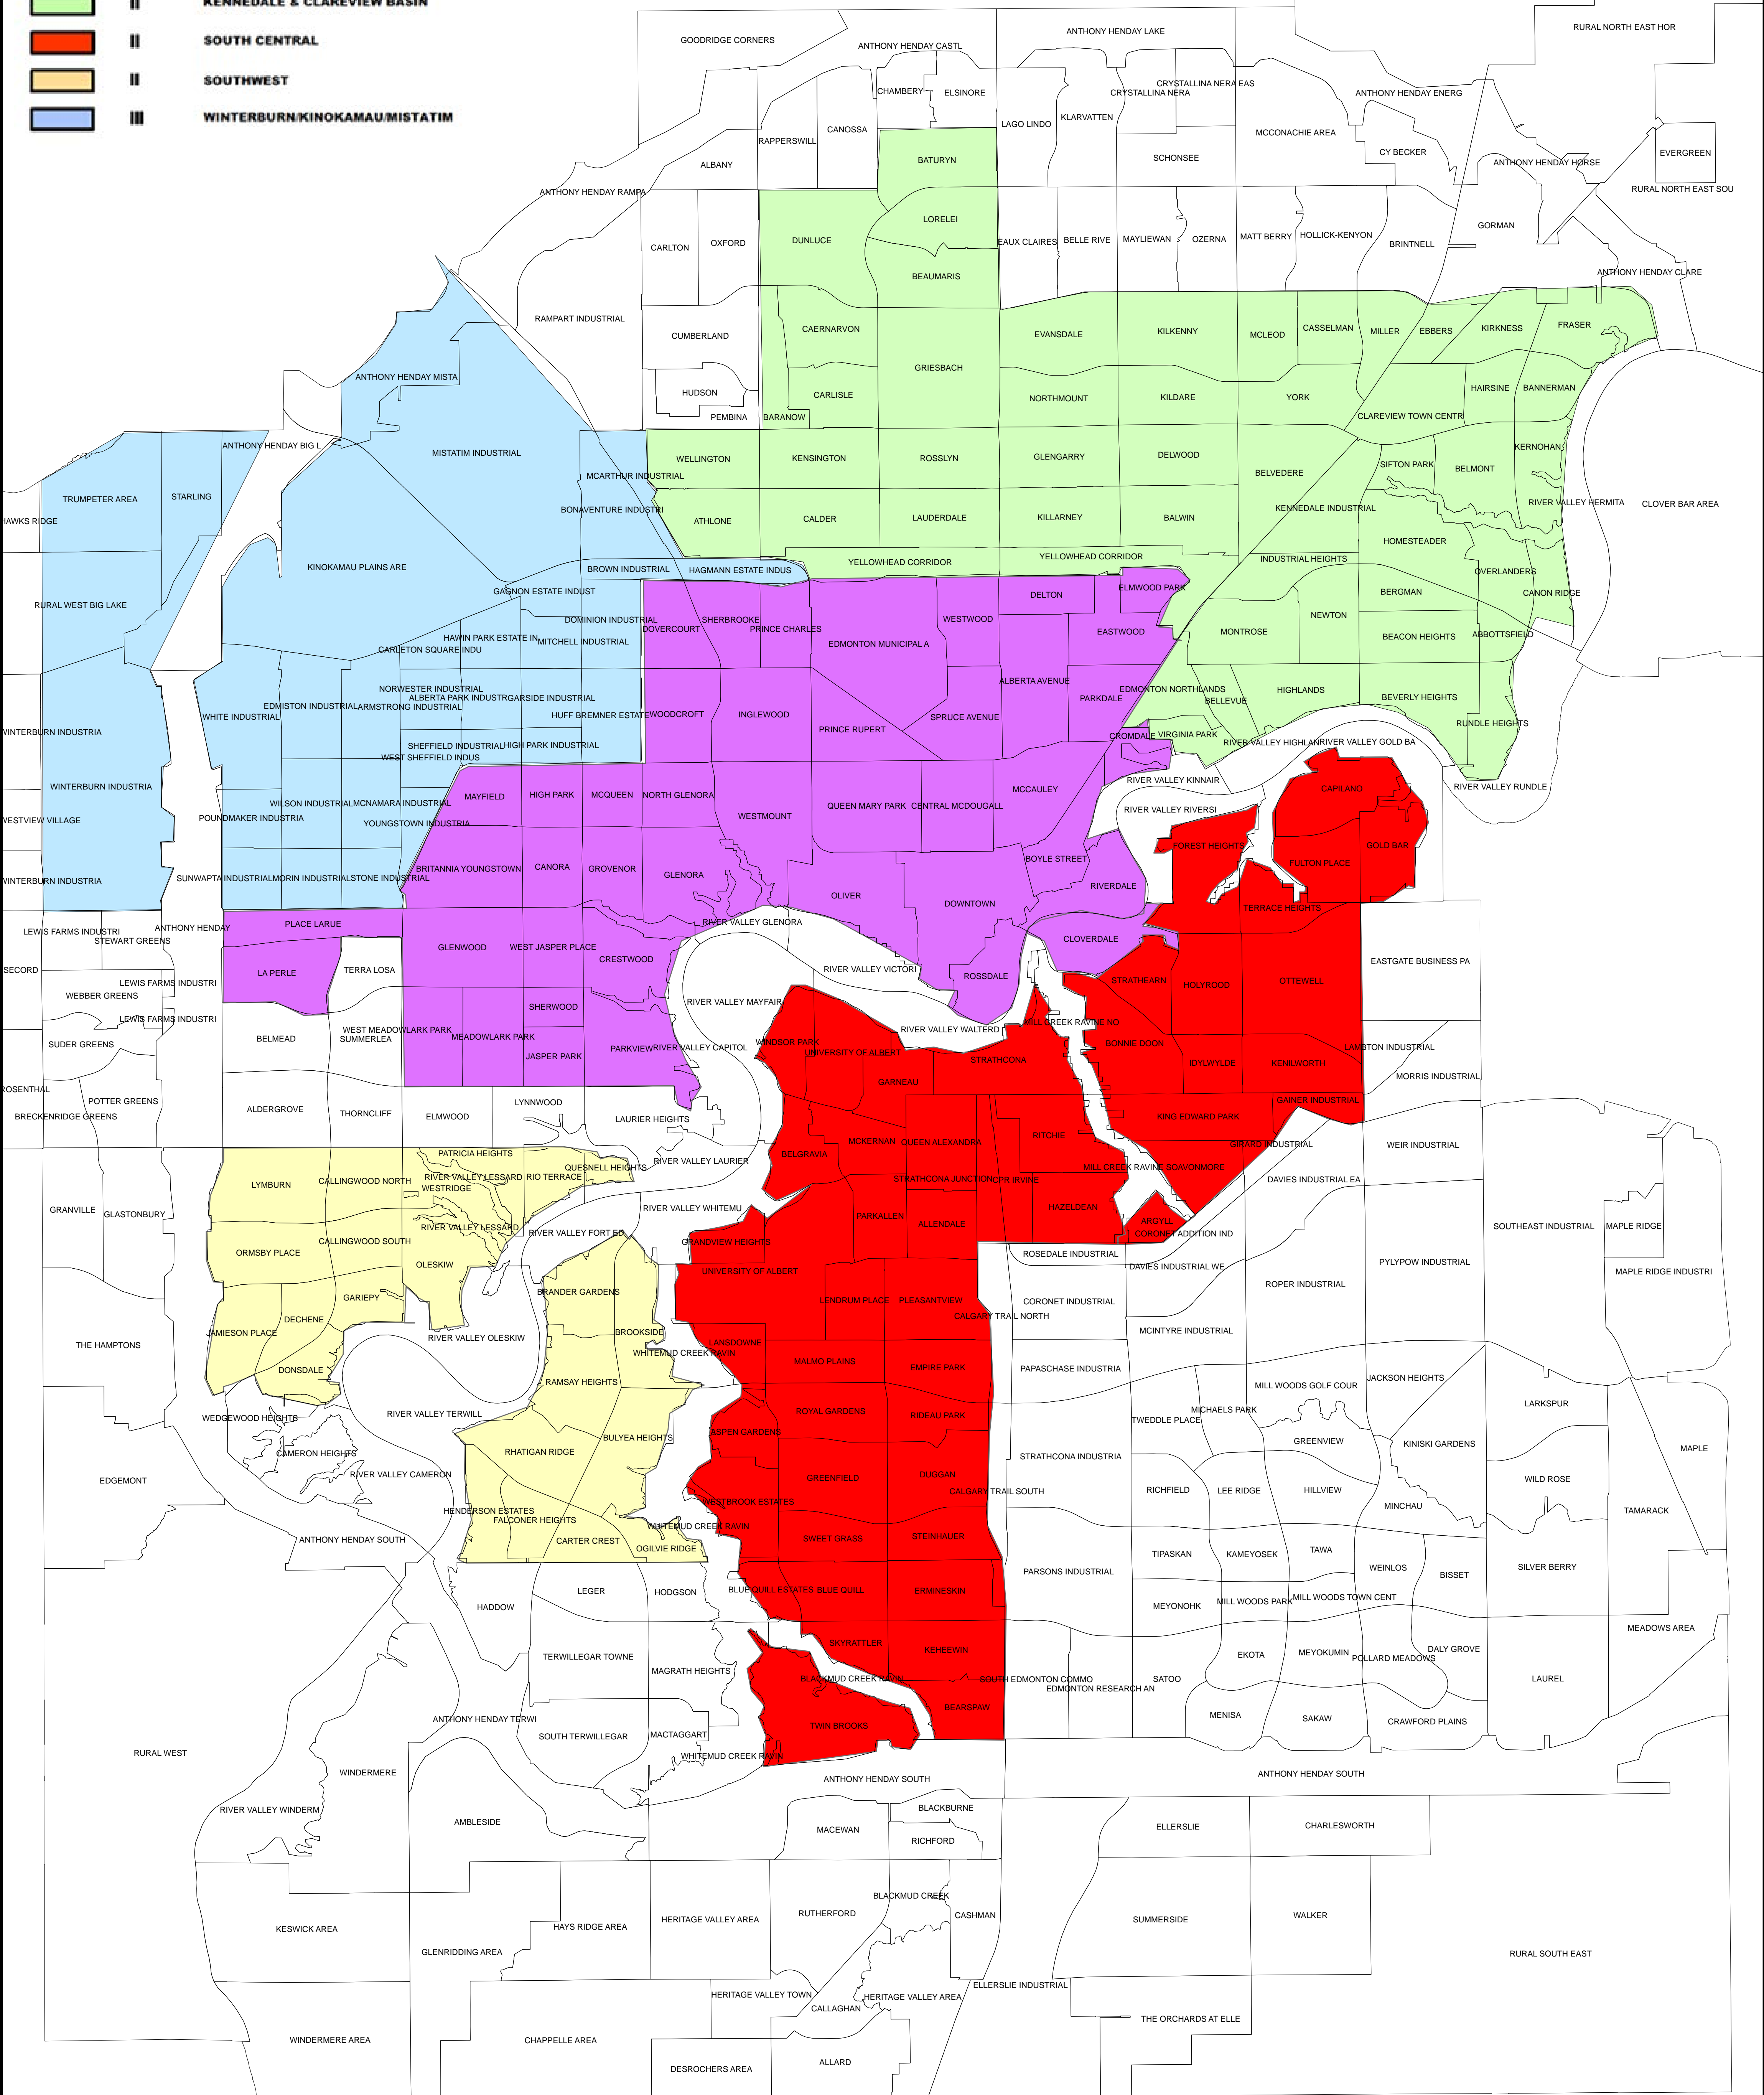 II KENNEDALE & CLAREVIEW BASIN
II SOUTH CENTRAL
II SOUTHWEST
III WINTERBURN/KINOKAMAU/MISTATIM
GOODRIDGE CORNERS
ANTHONY HENDAY CASTL
ANTHONY HENDAY LAKE
RURAL NORTH EAST HOR
CHAMBERY
ELSINORE
CRYSTALLINA NERA EAS
CRYSTALLINA NERA
ANTHONY HENDAY ENERG
RAPPERSWILL
CANOSSA
LAGO LINDO
KLARVATTEN
MCCONACHIE AREA
ALBANY
BATURYN
SCHONSEE
CY BECKER
ANTHONY HENDAY HORSE
EVERGREEN
ANTHONY HENDAY RAMPA
RURAL NORTH EAST SOU
CARLTON
OXFORD
DUNLUCE
LORELEI
EAUX CLAIRES
BELLE RIVE
MAYLIEWAN
OZERNA
MATT BERRY
HOLLICK-KENYON
BRINTNELL
GORMAN
BEAUMARIS
ANTHONY HENDAY CLARE
RAMPART INDUSTRIAL
CUMBERLAND
CAERNARVON
EVANSDALE
KILKENNY
MCLEOD
CASSELMAN
MILLER
EBBERS
KIRKNESS
FRASER
ANTHONY HENDAY MISTA
GRIESBACH
HUDSON
CARLISLE
NORTHMOUNT
KILDARE
YORK
HAIRSINE
BANNERMAN
PEMBINA
BARANOW
CLAREVIEW TOWN CENTR
ANTHONY HENDAY BIG L
MISTATIM INDUSTRIAL
WELLINGTON
KENSINGTON
ROSSLYN
GLENGARRY
DELWOOD
BELVEDERE
SIFTON PARK
BELMONT
KERNOHAN
MCARTHUR INDUSTRIAL
TRUMPETER AREA
STARLING
BONAVENTURE INDUSTRI
KENNEDALE INDUSTRIAL
RIVER VALLEY HERMITA
CLOVER BAR AREA
HAWKS RIDGE
ATHLONE
CALDER
LAUDERDALE
KILLARNEY
BALWIN
HOMESTEADER
KINOKAMAU PLAINS ARE
BROWN INDUSTRIAL
HAGMANN ESTATE INDUS
YELLOWHEAD CORRIDOR
YELLOWHEAD CORRIDOR
INDUSTRIAL HEIGHTS
OVERLANDERS
GAGNON ESTATE INDUST
DELTON
ELMWOOD PARK
BERGMAN
CANON RIDGE
RURAL WEST BIG LAKE
DOMINION INDUSTRIAL
DOVERCOURT
SHERBROOKE
PRINCE CHARLES
WESTWOOD
EASTWOOD
MONTROSE
NEWTON
BEACON HEIGHTS
ABBOTTSFIELD
HAWIN PARK ESTATE IN
MITCHELL INDUSTRIAL
EDMONTON MUNICIPAL A
CARLETON SQUARE INDU
NORWESTER INDUSTRIAL
ALBERTA PARK INDUSTR
GARSIDE INDUSTRIAL
ALBERTA AVENUE
PARKDALE
EDMONTON NORTHLANDS
BELLEVUE
HIGHLANDS
BEVERLY HEIGHTS
EDMISTON INDUSTRIAL
ARMSTRONG INDUSTRIAL
WHITE INDUSTRIAL
HUFF BREMNER ESTATE
WOODCROFT
INGLEWOOD
SPRUCE AVENUE
RUNDLE HEIGHTS
WINTERBURN INDUSTRIA
PRINCE RUPERT
CROMDALE
VIRGINIA PARK
RIVER VALLEY HIGHLAN
RIVER VALLEY GOLD BA
SHEFFIELD INDUSTRIAL
HIGH PARK INDUSTRIAL
WEST SHEFFIELD INDUS
WINTERBURN INDUSTRIA
RIVER VALLEY KINNAIR
CAPILANO
RIVER VALLEY RUNDLE
WILSON INDUSTRIAL
MCNAMARA INDUSTRIAL
MAYFIELD
HIGH PARK
MCQUEEN
NORTH GLENORA
WESTMOUNT
QUEEN MARY PARK
CENTRAL MCDOUGALL
MCCAULEY
RIVER VALLEY RIVERSI
WESTVIEW VILLAGE
POUNDMAKER INDUSTRIA
YOUNGSTOWN INDUSTRIA
FOREST HEIGHTS
GOLD BAR
BOYLE STREET
FULTON PLACE
WINTERBURN INDUSTRIA
SUNWAPTA INDUSTRIAL
MORIN INDUSTRIAL
STONE INDUSTRIAL
BRITANNIA YOUNGSTOWN
CANORA
GROVENOR
GLENORA
OLIVER
DOWNTOWN
RIVERDALE
TERRACE HEIGHTS
LEWIS FARMS INDUSTRI
STEWART GREENS
ANTHONY HENDAY
PLACE LARUE
RIVER VALLEY GLENORA
CLOVERDALE
GLENWOOD
WEST JASPER PLACE
CRESTWOOD
SECORD
LA PERLE
TERRA LOSA
RIVER VALLEY VICTORI
ROSSDALE
STRATHEARN
HOLYROOD
OTTEWELL
EASTGATE BUSINESS PA
LEWIS FARMS INDUSTRI
WEBBER GREENS
LEWIS FARMS INDUSTRI
SHERWOOD
RIVER VALLEY MAYFAIR
RIVER VALLEY WALTERD
MILL CREEK RAVINE NO
SUDER GREENS
BELMEAD
WEST MEADOWLARK PARK
SUMMERLEA
MEADOWLARK PARK
JASPER PARK
PARKVIEW
RIVER VALLEY CAPITOL
WINDSOR PARK
UNIVERSITY OF ALBERT
STRATHCONA
BONNIE DOON
IDYLWYLDE
KENILWORTH
LAMBTON INDUSTRIAL
MORRIS INDUSTRIAL
ROSENTHAL
POTTER GREENS
BRECKENRIDGE GREENS
ALDERGROVE
THORNCLIFF
ELMWOOD
LYNNWOOD
LAURIER HEIGHTS
GARNEAU
KING EDWARD PARK
GAINER INDUSTRIAL
RITCHIE
MCKERNAN
QUEEN ALEXANDRA
BELGRAVIA
GIRARD INDUSTRIAL
WEIR INDUSTRIAL
PATRICIA HEIGHTS
QUESNELL HEIGHTS
RIVER VALLEY LAURIER
MILL CREEK RAVINE SO
AVONMORE
LYMBURN
CALLINGWOOD NORTH
RIVER VALLEY LESSARD
WESTRIDGE
RIO TERRACE
STRATHCONA JUNCTION
CPR IRVINE
DAVIES INDUSTRIAL EA
GRANVILLE
GLASTONBURY
RIVER VALLEY WHITEMU
PARKALLEN
ALLENDALE
HAZELDEAN
ARGYLL
CORONET ADDITION IND
SOUTHEAST INDUSTRIAL
MAPLE RIDGE
RIVER VALLEY LESSARD
RIVER VALLEY FORT ED
CALLINGWOOD SOUTH
ORMSBY PLACE
OLESKIW
GRANDVIEW HEIGHTS
UNIVERSITY OF ALBERT
ROSEDALE INDUSTRIAL
DAVIES INDUSTRIAL WE
PYLYPOW INDUSTRIAL
MAPLE RIDGE INDUSTRI
ROPER INDUSTRIAL
GARIEPY
BRANDER GARDENS
LENDRUM PLACE
PLEASANTVIEW
CORONET INDUSTRIAL
CALGARY TRAIL NORTH
DECHENE
JAMIESON PLACE
RIVER VALLEY OLESKIW
BROOKSIDE
WHITEMUD CREEK RAVIN
LANSDOWNE
MCINTYRE INDUSTRIAL
THE HAMPTONS
DONSDALE
MALMO PLAINS
EMPIRE PARK
PAPASCHASE INDUSTRIA
RAMSAY HEIGHTS
JACKSON HEIGHTS
MILL WOODS GOLF COUR
LARKSPUR
WEDGEWOOD HEIGHTS
RIVER VALLEY TERWILL
ROYAL GARDENS
RIDEAU PARK
MICHAELS PARK
TWEDDLE PLACE
ASPEN GARDENS
BULYEA HEIGHTS
GREENVIEW
KINISKI GARDENS
MAPLE
CAMERON HEIGHTS
RHATIGAN RIDGE
STRATHCONA INDUSTRIA
RIVER VALLEY CAMERON
EDGEMONT
GREENFIELD
DUGGAN
CALGARY TRAIL SOUTH
RICHFIELD
LEE RIDGE
HILLVIEW
WILD ROSE
MINCHAU
TAMARACK
WESTBROOK ESTATES
HENDERSON ESTATES
FALCONER HEIGHTS
WHITEMUD CREEK RAVIN
ANTHONY HENDAY SOUTH
CARTER CREST
OGILVIE RIDGE
SWEET GRASS
STEINHAUER
TIPASKAN
KAMEYOSEK
TAWA
WEINLOS
BISSET
SILVER BERRY
PARSONS INDUSTRIAL
LEGER
HODGSON
BLUE QUILL ESTATES
BLUE QUILL
ERMINESKIN
HADDOW
MEYONOHK
MILL WOODS PARK
MILL WOODS TOWN CENT
MEADOWS AREA
SKYRATTLER
KEHEEWIN
TERWILLEGAR TOWNE
MAGRATH HEIGHTS
BLACKMUD CREEK RAVIN
SOUTH EDMONTON COMMO
EDMONTON RESEARCH AN
SATOO
EKOTA
MEYOKUMIN
POLLARD MEADOWS
DALY GROVE
LAUREL
BEARSPAW
TWIN BROOKS
MENISA
SAKAW
CRAWFORD PLAINS
ANTHONY HENDAY TERWI
SOUTH TERWILLEGAR
MACTAGGART
WHITEMUD CREEK RAVIN
RURAL WEST
WINDERMERE
ANTHONY HENDAY SOUTH
ANTHONY HENDAY SOUTH
RIVER VALLEY WINDERM
AMBLESIDE
MACEWAN
BLACKBURNE
RICHFORD
ELLERSLIE
CHARLESWORTH
KESWICK AREA
GLENRIDDING AREA
HAYS RIDGE AREA
HERITAGE VALLEY AREA
RUTHERFORD
BLACKMUD CREEK
CASHMAN
SUMMERSIDE
WALKER
RURAL SOUTH EAST
HERITAGE VALLEY TOWN
CALLAGHAN
HERITAGE VALLEY AREA
ELLERSLIE INDUSTRIAL
THE ORCHARDS AT ELLE
WINDERMERE AREA
CHAPPELLE AREA
DESROCHERS AREA
ALLARD